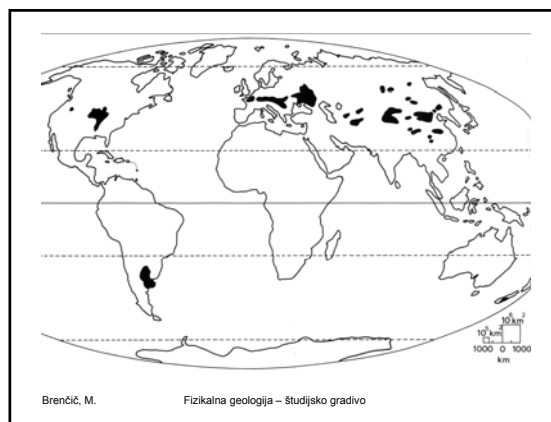 10⁶ km²
10⁵ km²
1000 0 1000
km
Brenčič, M. Fizikalna geologija – študijsko gradivo